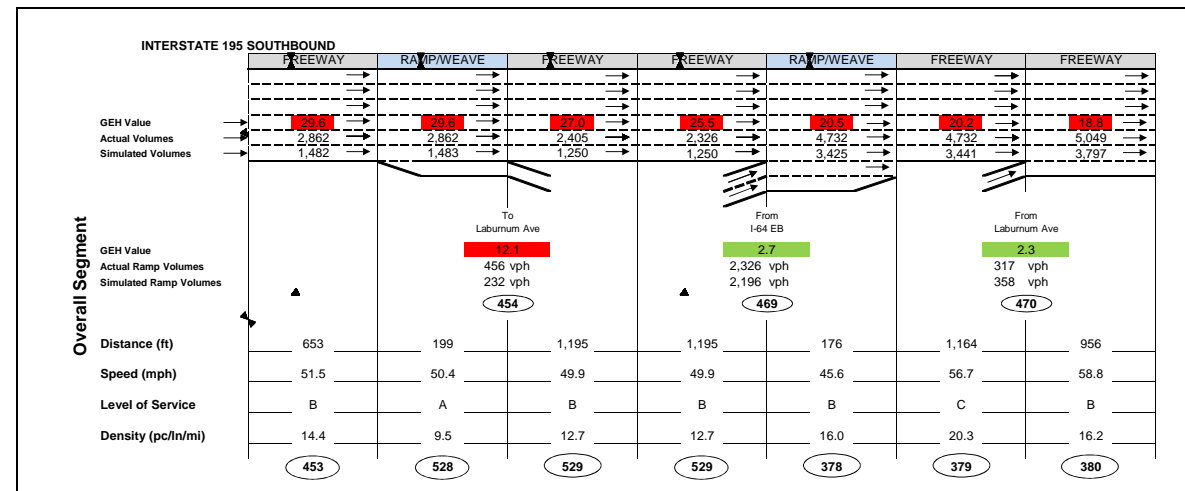 INTERSTATE 195 SOUTHBOUND
FREEWAY RAMP/WEAVE FREEWAY FREEWAY RAMP/WEAVE FREEWAY FREEWAY
GEH Value 29.6 29.6 27.0 25.5 20.5 20.2 18.8
Actual Volumes 2,862 2,862 2,405 2,326 4,732 4,732 5,049
Simulated Volumes 1,482 1,483 1,250 1,250 3,425 3,441 3,797
To From From
Laburnum Ave I-64 EB Laburnum Ave
GEH Value 12.1 2.7 2.3
Actual Ramp Volumes 456 vph 2,326 vph 317 vph
Simulated Ramp Volumes 232 vph 2,196 vph 358 vph
454 469 470
Overall Segment
Distance (ft) 653 199 1,195 1,195 176 1,164 956
Speed (mph) 51.5 50.4 49.9 49.9 45.6 56.7 58.8
Level of Service B A B B B C B
Density (pc/ln/mi) 14.4 9.5 12.7 12.7 16.0 20.3 16.2
453 528 529 529 378 379 380